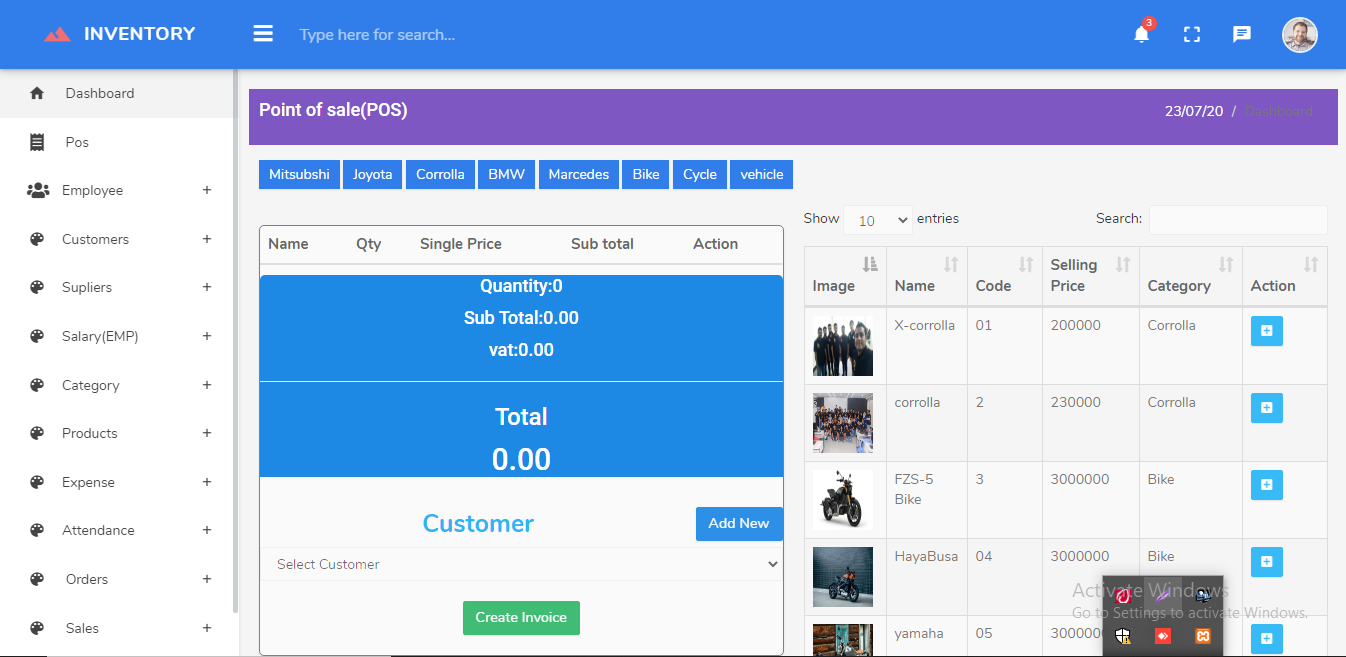 INVENTORY
Type here for search...
3
Dashboard
Pos
Employee +
Customers +
Supliers +
Salary(EMP) +
Category +
Products +
Expense +
Attendance +
Orders +
Sales +
Point of sale(POS)
23/07/20 / Dashboard
Mitsubshi Joyota Corrolla BMW Marcedes Bike Cycle vehicle
Name Qty Single Price Sub total Action
Quantity:0
Sub Total:0.00
vat:0.00
Total
0.00
Customer
Add New
Select Customer
Create Invoice
Show 10 entries
Search:
Image Name Code Selling Price Category Action
X-corrolla 01 200000 Corrolla
corrolla 2 230000 Corrolla
FZS-5 Bike 3 3000000 Bike
HayaBusa 04 3000000 Bike
yamaha 05 3000000
Activate Windows
Go to Settings to activate Windows.